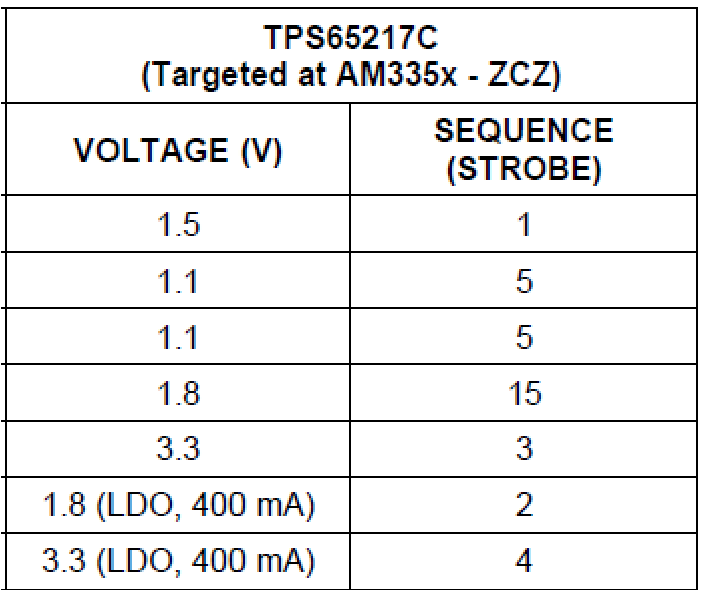 TPS65217C
(Targeted at AM335x - ZCZ)
VOLTAGE (V) SEQUENCE
(STROBE)
1.5 1
1.1 5
1.1 5
1.8 15
3.3 3
1.8 (LDO, 400 mA) 2
3.3 (LDO, 400 mA) 4